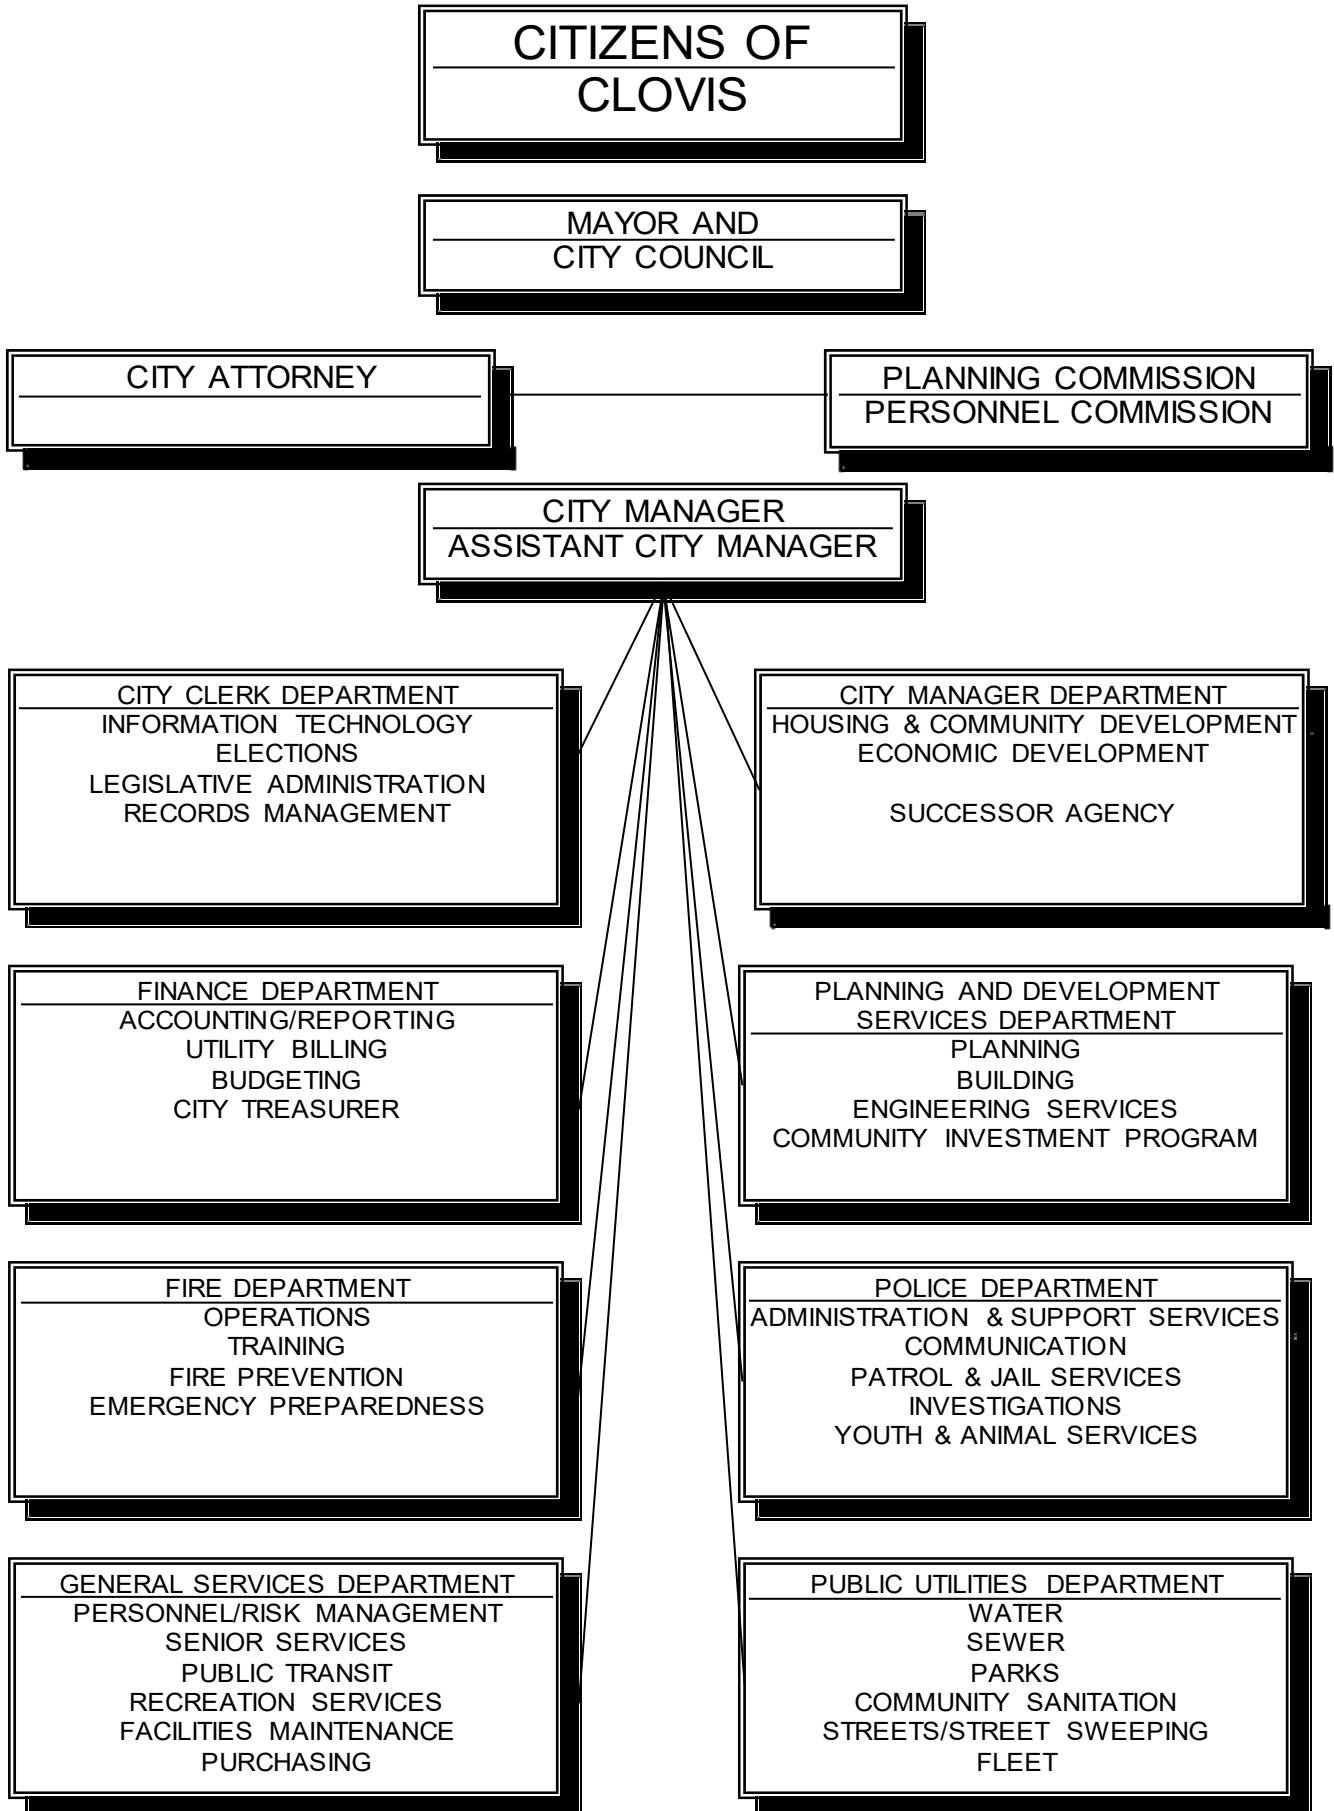 CITIZENS OF
CLOVIS
MAYOR AND
CITY COUNCIL
CITY ATTORNEY
PLANNING COMMISSION
PERSONNEL COMMISSION
CITY MANAGER
ASSISTANT CITY MANAGER
CITY CLERK DEPARTMENT
INFORMATION TECHNOLOGY
ELECTIONS
LEGISLATIVE ADMINISTRATION
RECORDS MANAGEMENT
CITY MANAGER DEPARTMENT
HOUSING & COMMUNITY DEVELOPMENT
ECONOMIC DEVELOPMENT
SUCCESSOR AGENCY
FINANCE DEPARTMENT
ACCOUNTING/REPORTING
UTILITY BILLING
BUDGETING
CITY TREASURER
PLANNING AND DEVELOPMENT
SERVICES DEPARTMENT
PLANNING
BUILDING
ENGINEERING SERVICES
COMMUNITY INVESTMENT PROGRAM
FIRE DEPARTMENT
OPERATIONS
TRAINING
FIRE PREVENTION
EMERGENCY PREPAREDNESS
POLICE DEPARTMENT
ADMINISTRATION & SUPPORT SERVICES
COMMUNICATION
PATROL & JAIL SERVICES
INVESTIGATIONS
YOUTH & ANIMAL SERVICES
GENERAL SERVICES DEPARTMENT
PERSONNEL/RISK MANAGEMENT
SENIOR SERVICES
PUBLIC TRANSIT
RECREATION SERVICES
FACILITIES MAINTENANCE
PURCHASING
PUBLIC UTILITIES DEPARTMENT
WATER
SEWER
PARKS
COMMUNITY SANITATION
STREETS/STREET SWEEPING
FLEET